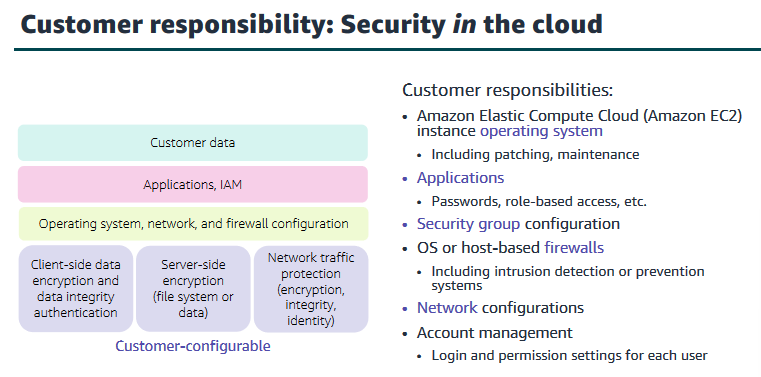 Customer responsibility: Security in the cloud
Customer data
Applications, IAM
Operating system, network, and firewall configuration
Client-side data
encryption and
data integrity
authentication
Server-side
encryption
(file system or
data)
Network traffic
protection
(encryption,
integrity,
identity)
Customer-configurable
Customer responsibilities:
• Amazon Elastic Compute Cloud (Amazon EC2)
instance operating system
• Including patching, maintenance
• Applications
• Passwords, role-based access, etc.
• Security group configuration
• OS or host-based firewalls
• Including intrusion detection or prevention
systems
• Network configurations
• Account management
• Login and permission settings for each user